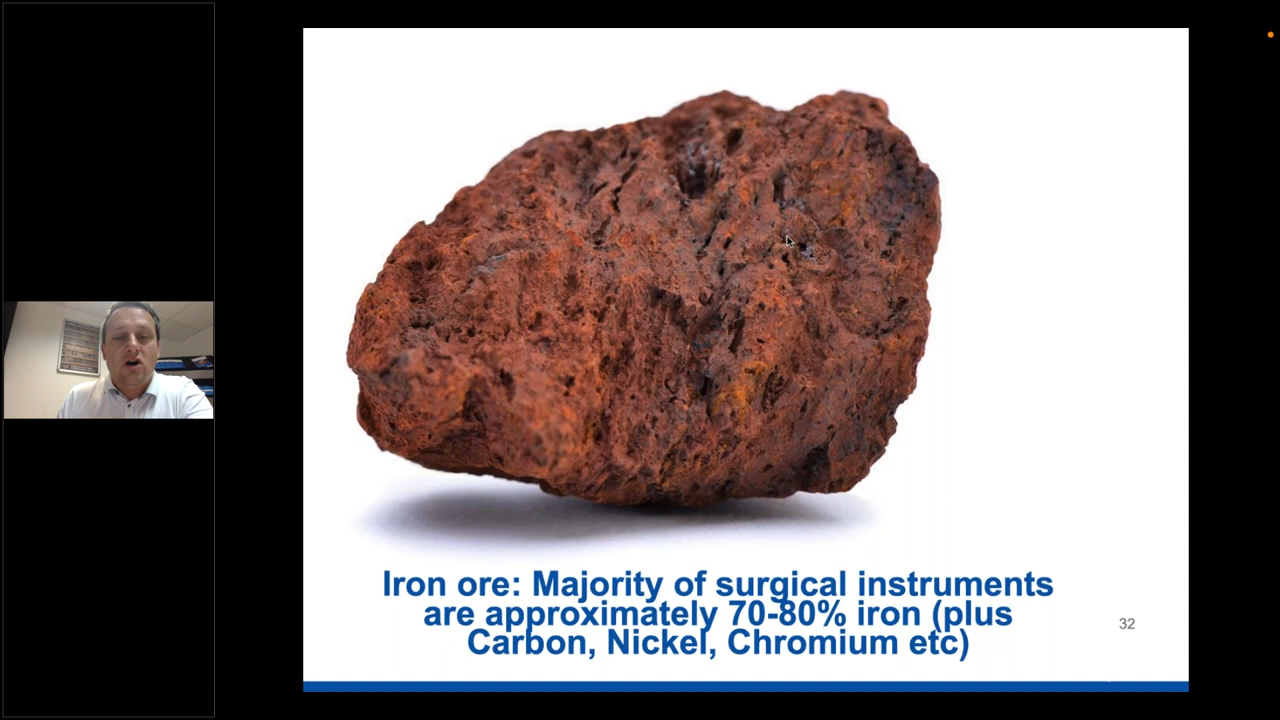 Iron ore: Majority of surgical instruments
are approximately 70-80% iron (plus
Carbon, Nickel, Chromium etc)
32